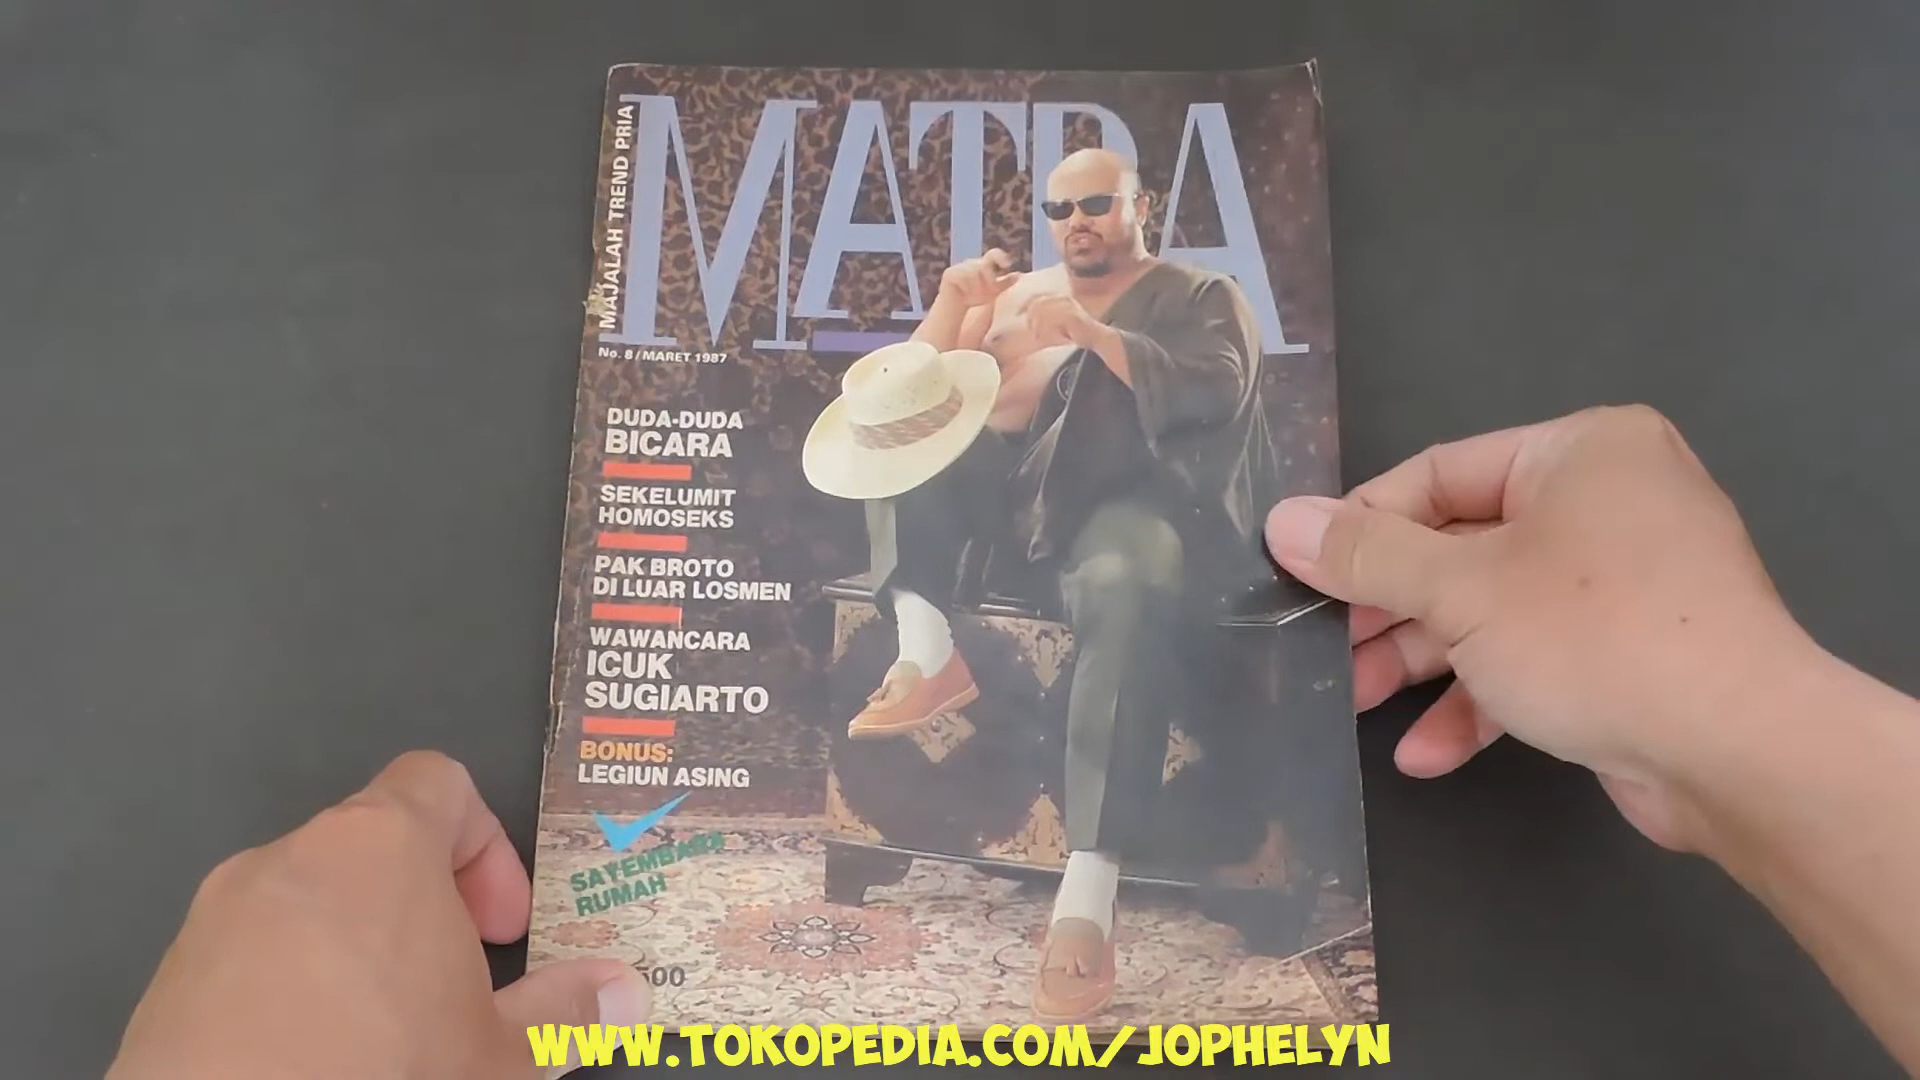 MATRA
MAJALAH TREND PRIA
No. 8 / MARET 1987
DUDA-DUDA
BICARA
SEKELUMIT
HOMOSEKS
PAK BROTO
DI LUAR LOSMEN
WAWANCARA
ICUK
SUGIARTO
BONUS:
LEGIUN ASING
RUMAH
500
WWW.TOKOPEDIA.COM/JOPHELYN